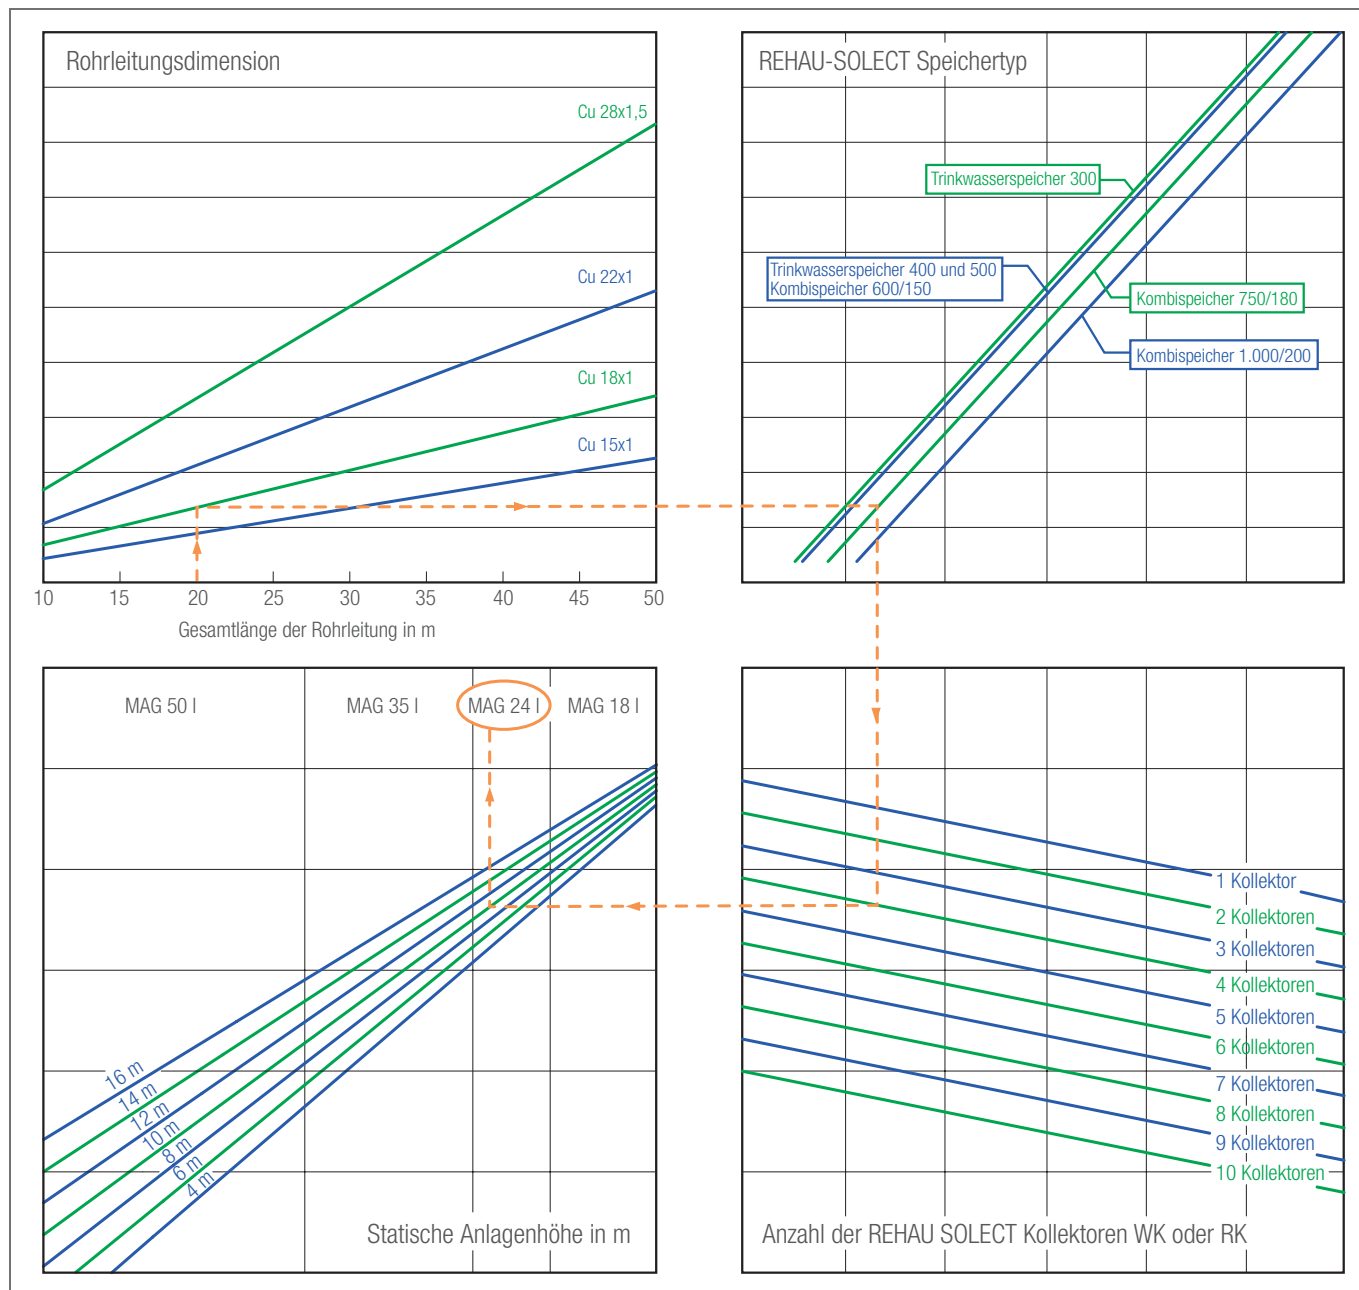 Rohrleitungsdimension
Cu 28x1,5
Cu 22x1
Cu 18x1
Cu 15x1
10 15 20 25 30 35 40 45 50
Gesamtlänge der Rohrleitung in m
REHAU-SOLECT Speichertyp
Trinkwasserspeicher 300
Trinkwasserspeicher 400 und 500
Kombispeicher 600/150
Kombispeicher 750/180
Kombispeicher 1.000/200
MAG 50 l MAG 35 l MAG 24 l MAG 18 l
16 m
14 m
12 m
10 m
8 m
6 m
4 m
Statische Anlagenhöhe in m
1 Kollektor
2 Kollektoren
3 Kollektoren
4 Kollektoren
5 Kollektoren
6 Kollektoren
7 Kollektoren
8 Kollektoren
9 Kollektoren
10 Kollektoren
Anzahl der REHAU SOLECT Kollektoren WK oder RK